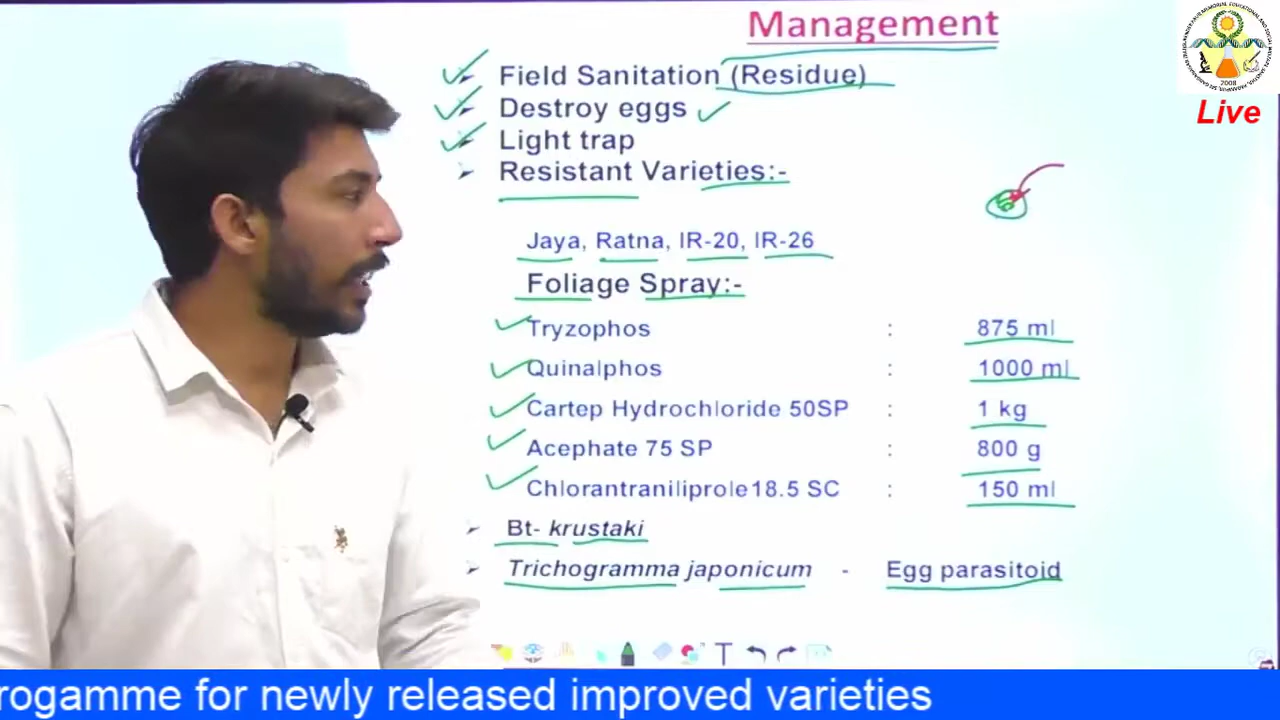 Management
Field Sanitation (Residue)
Destroy eggs
Light trap
Resistant Varieties:-
Jaya, Ratna, IR-20, IR-26
Foliage Spray:-
Tryzophos : 875 ml
Quinalphos : 1000 ml
Cartep Hydrochloride 50SP : 1 kg
Acephate 75 SP : 800 g
Chlorantraniliprole18.5 SC : 150 ml
Bt- krustaki
Trichogramma japonicum - Egg parasitoid
2008
Live
T
rogamme for newly released improved varieties